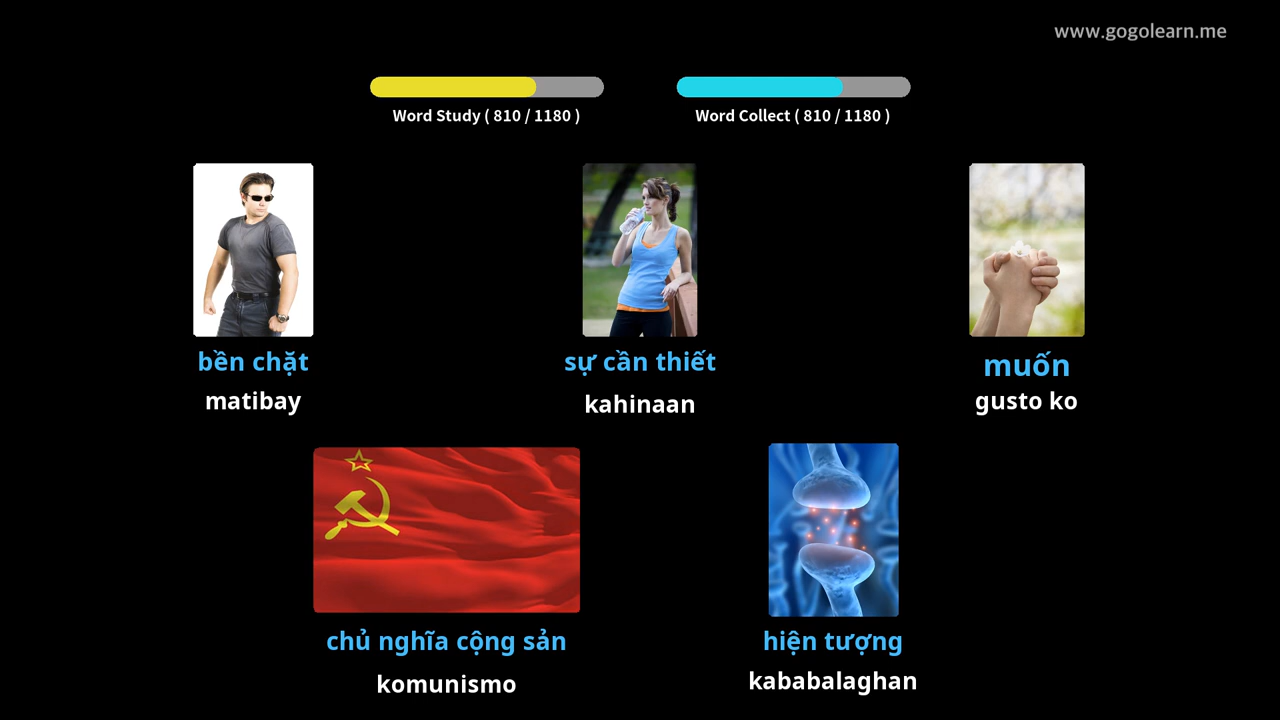 www.gogolearn.me
Word Study ( 810 / 1180 )
Word Collect ( 810 / 1180 )
bền chặt
matibay
sự cần thiết
kahinaan
muốn
gusto ko
chủ nghĩa cộng sản
komunismo
hiện tượng
kababalaghan